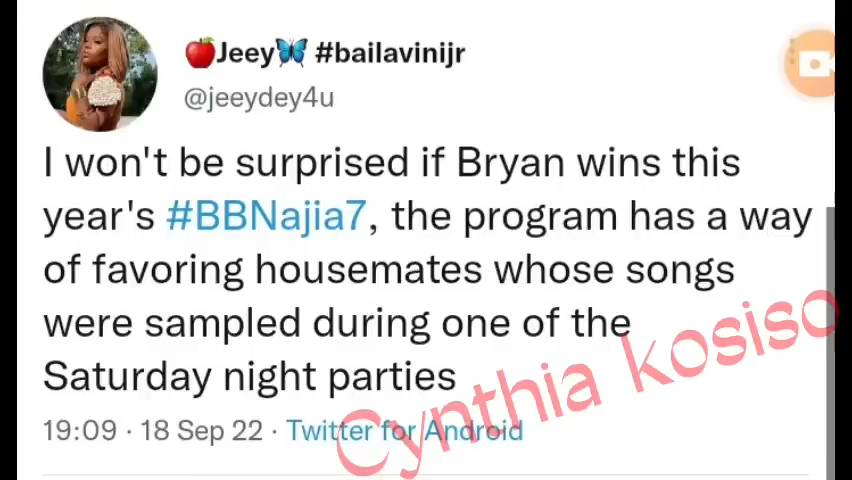 🍎Jeey🦋 #bailavinijr
@jeeydey4u
I won't be surprised if Bryan wins this
year's #BBNajia7, the program has a way
of favoring housemates whose songs
were sampled during one of the
Saturday night parties
19:09 · 18 Sep 22 · Twitter for Android
Cynthia kosiso